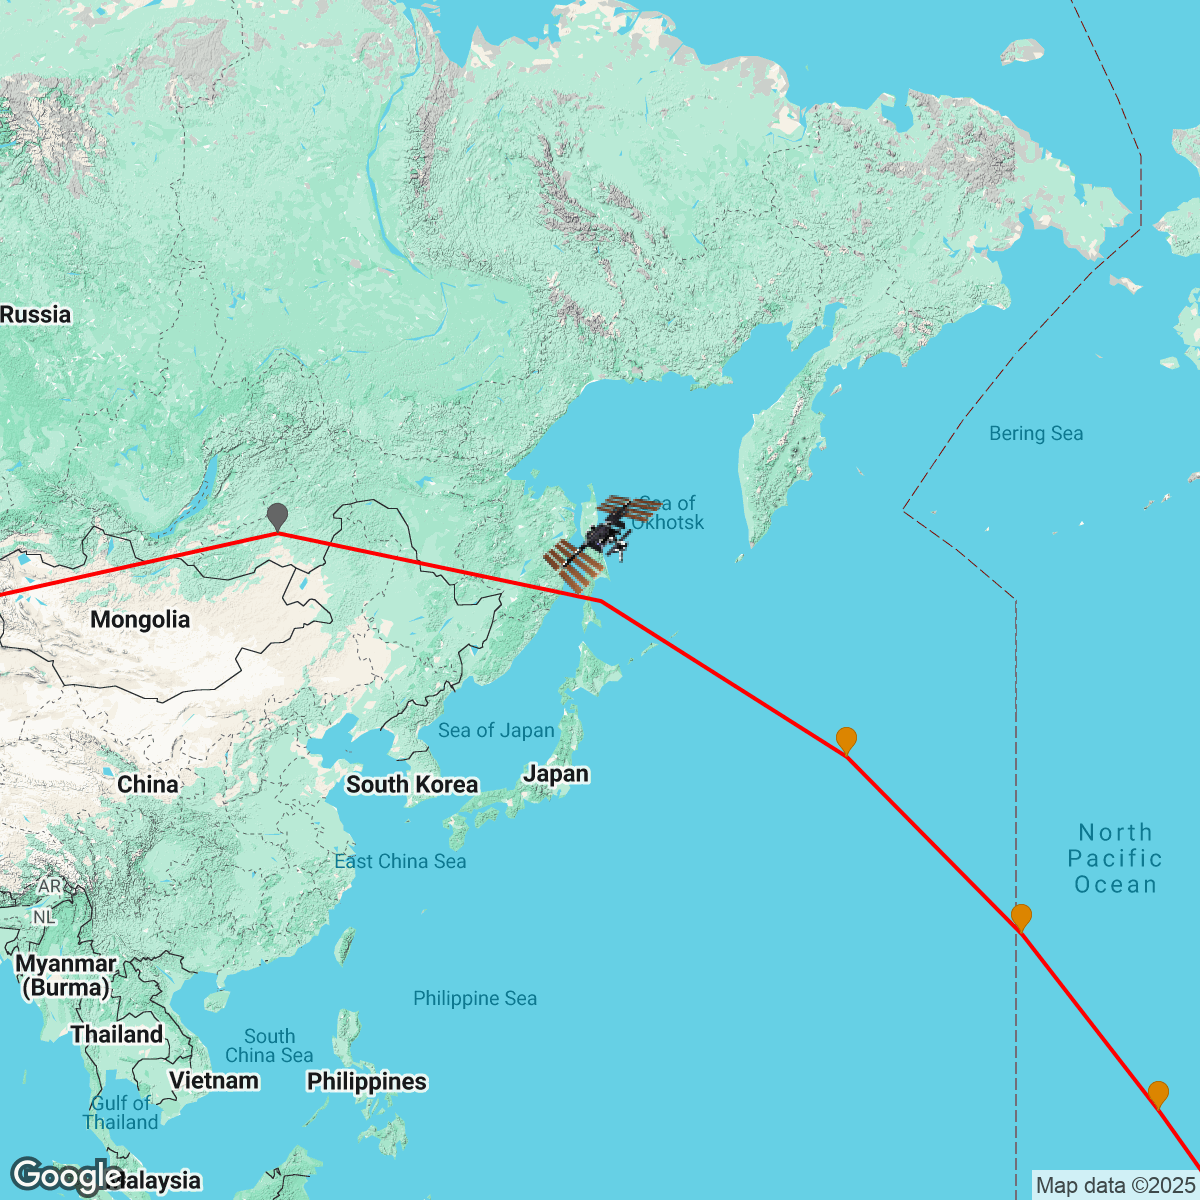 Russia
Bering Sea
Sea of
Okhotsk
Mongolia
Sea of Japan
Japan
China
South Korea
North
Pacific
Ocean
East China Sea
AR
NL
Myanmar
(Burma)
Philippine Sea
Thailand
South
China Sea
Vietnam
Philippines
Gulf of
Thailand
Malaysia
Google
Map data ©2025